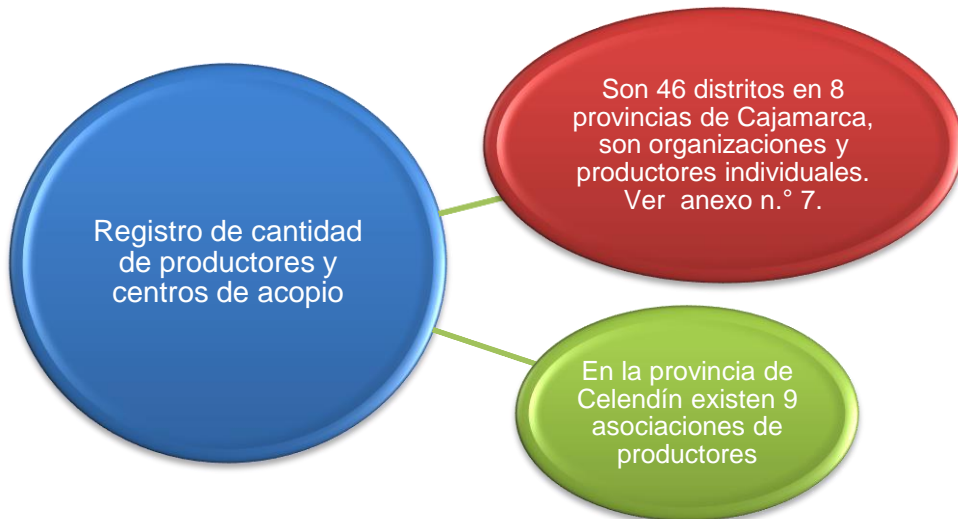 Registro de cantidad
de productores y
centros de acopio
Son 46 distritos en 8
provincias de Cajamarca,
son organizaciones y
productores individuales.
Ver anexo n.° 7.
En la provincia de
Celendín existen 9
asociaciones de
productores